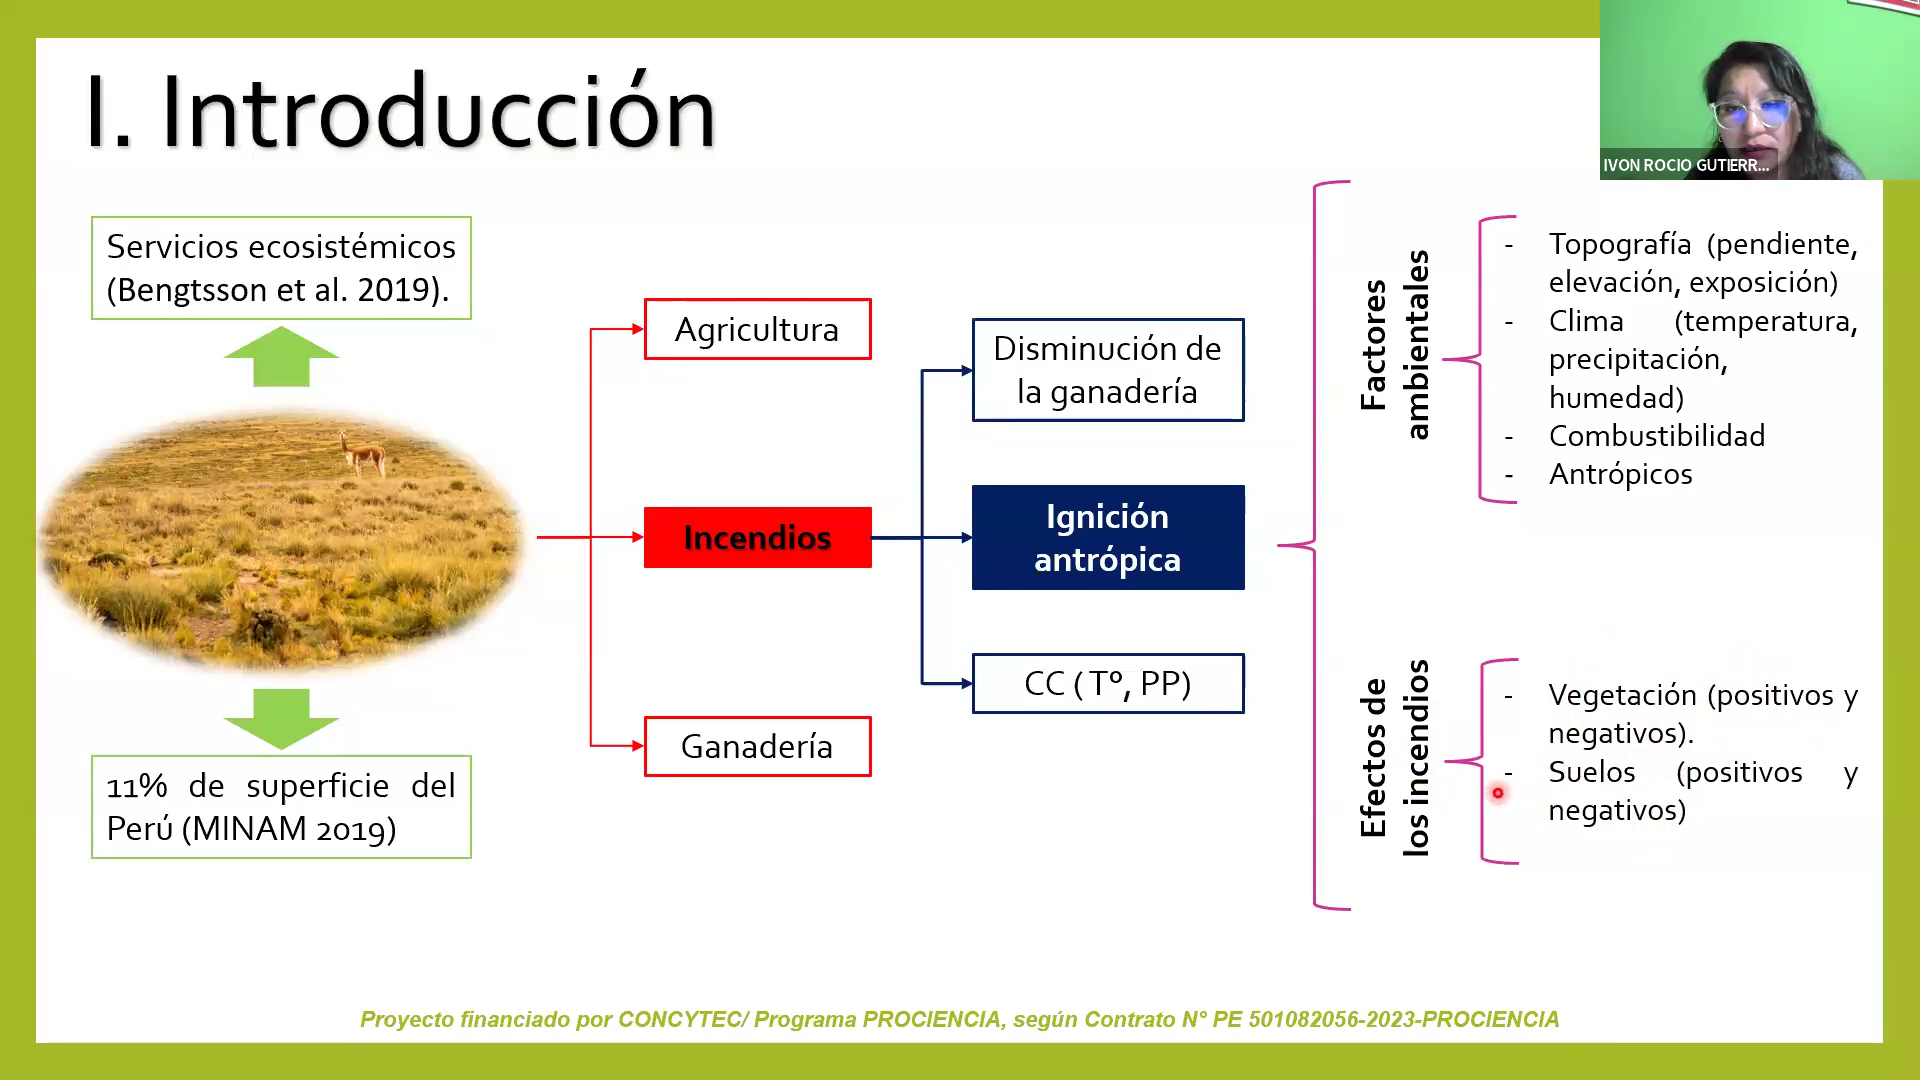 I. Introducción
IVON ROCIO GUTIERR...
Servicios ecosistémicos
(Bengtsson et al. 2019).
11% de superficie del
Perú (MINAM 2019)
Agricultura
Incendios
Ganadería
Disminución de
la ganadería
Ignición
antrópica
CC ( T°, PP)
Factores
ambientales
- Topografía (pendiente,
elevación, exposición)
- Clima (temperatura,
precipitación,
humedad)
- Combustibilidad
- Antrópicos
Efectos de
los incendios
- Vegetación (positivos y
negativos).
- Suelos (positivos y
negativos)
Proyecto financiado por CONCYTEC/ Programa PROCIENCIA, según Contrato N° PE 501082056-2023-PROCIENCIA